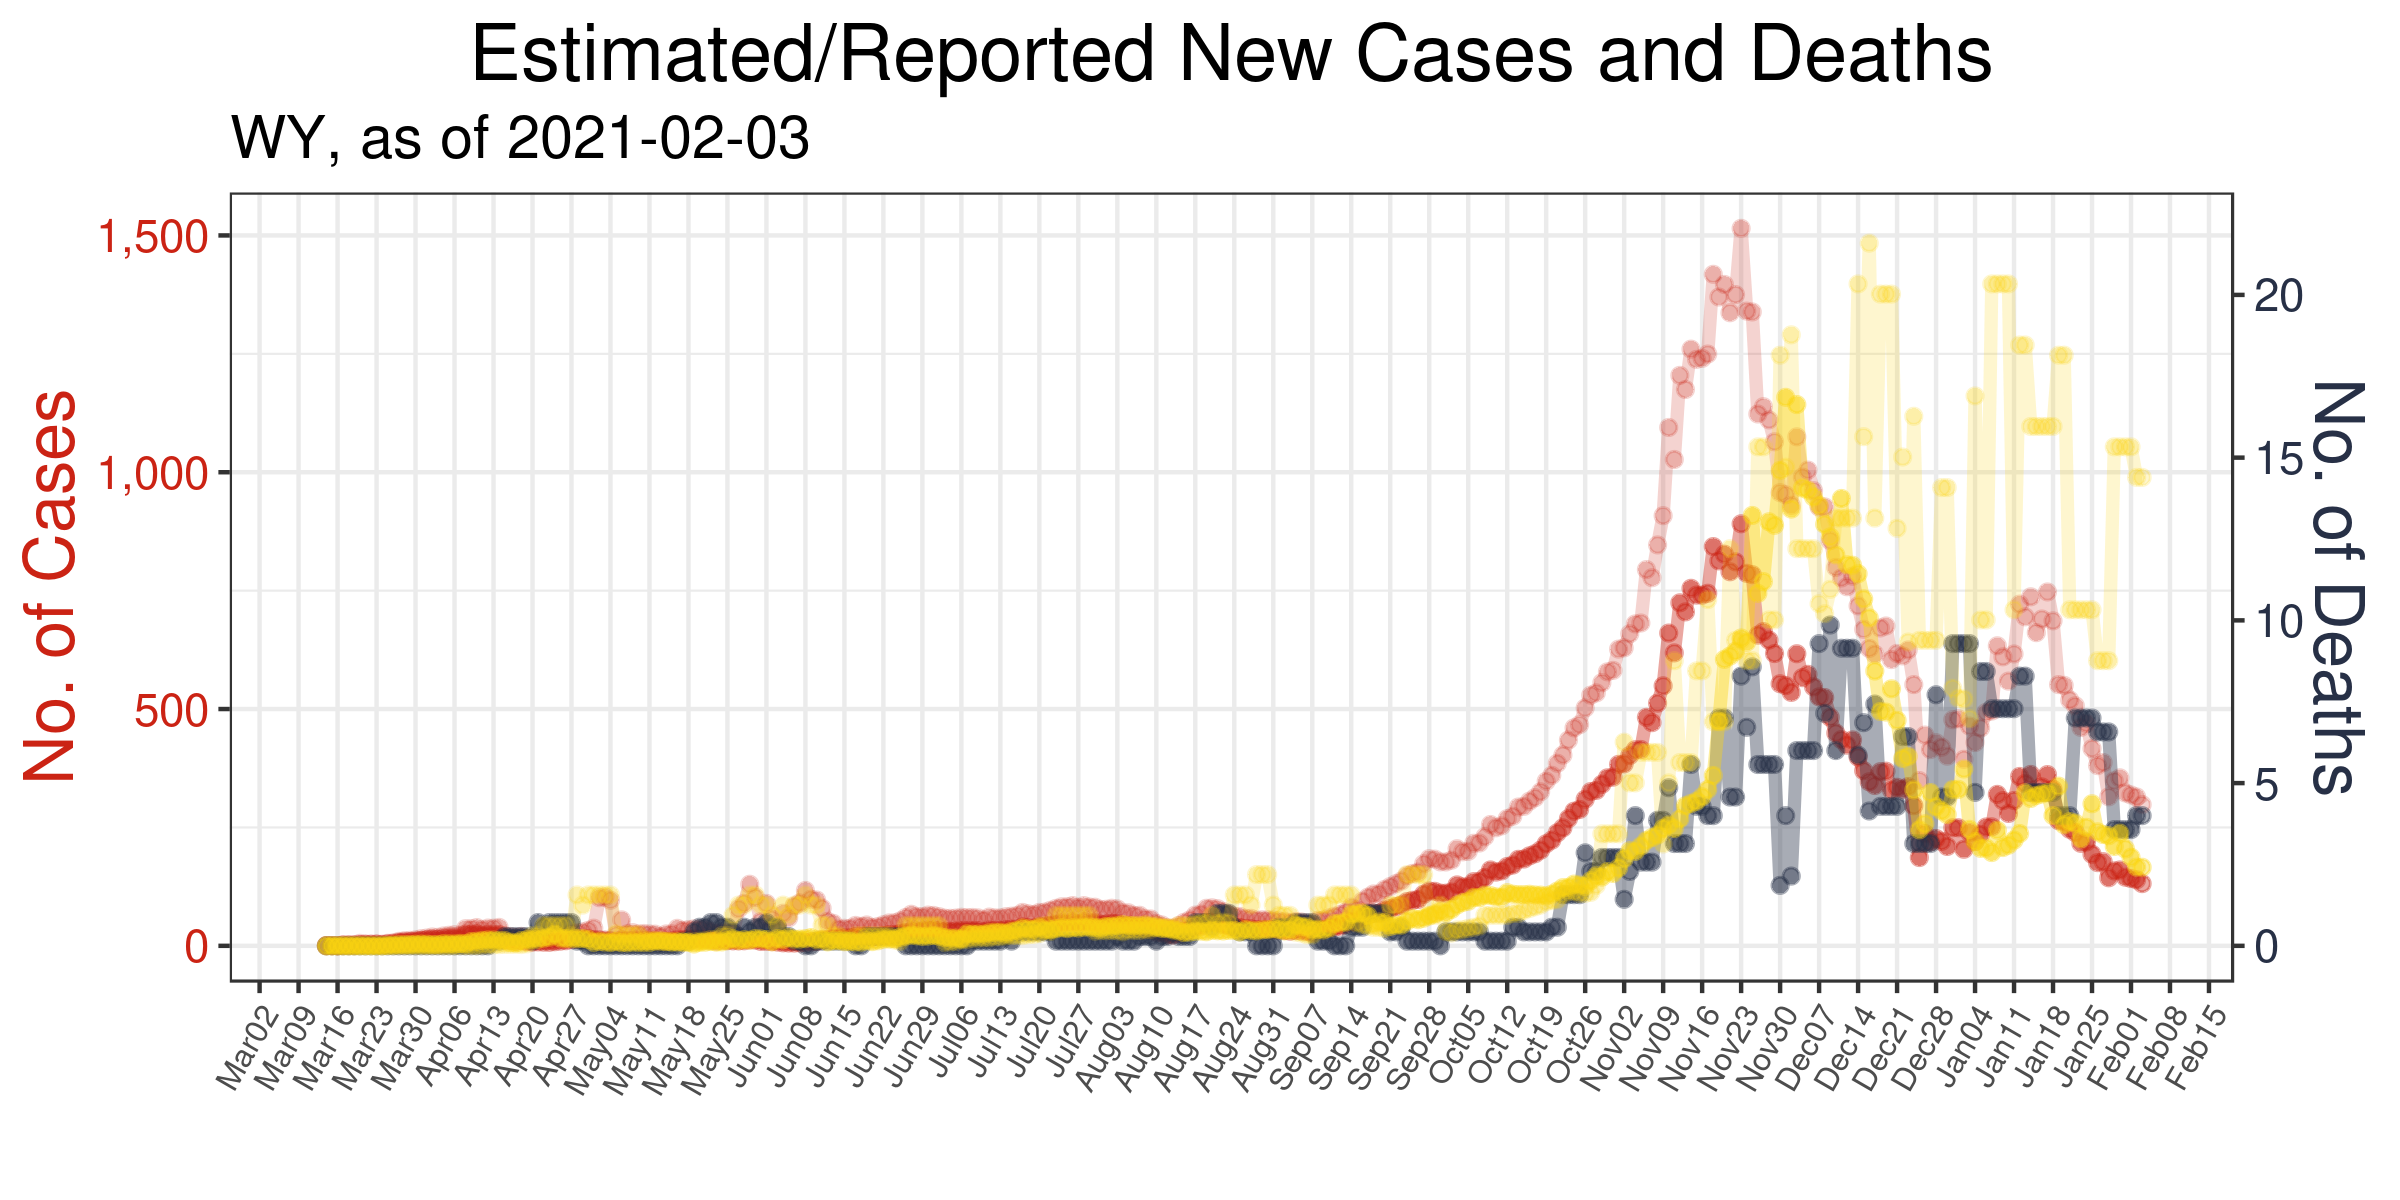 Estimated/Reported New Cases and Deaths
WY, as of 2021-02-03
No. of Cases
1,500
1,000
500
0
20
15
10
5
0
No. of Deaths
Mar02
Mar09
Mar16
Mar23
Mar30
Apr06
Apr13
Apr20
Apr27
May04
May11
May18
May25
Jun01
Jun08
Jun15
Jun22
Jun29
Jul06
Jul13
Jul20
Jul27
Aug03
Aug10
Aug17
Aug24
Aug31
Sep07
Sep14
Sep21
Sep28
Oct05
Oct12
Oct19
Oct26
Nov02
Nov09
Nov16
Nov23
Nov30
Dec07
Dec14
Dec21
Dec28
Jan04
Jan11
Jan18
Jan25
Feb01
Feb08
Feb15